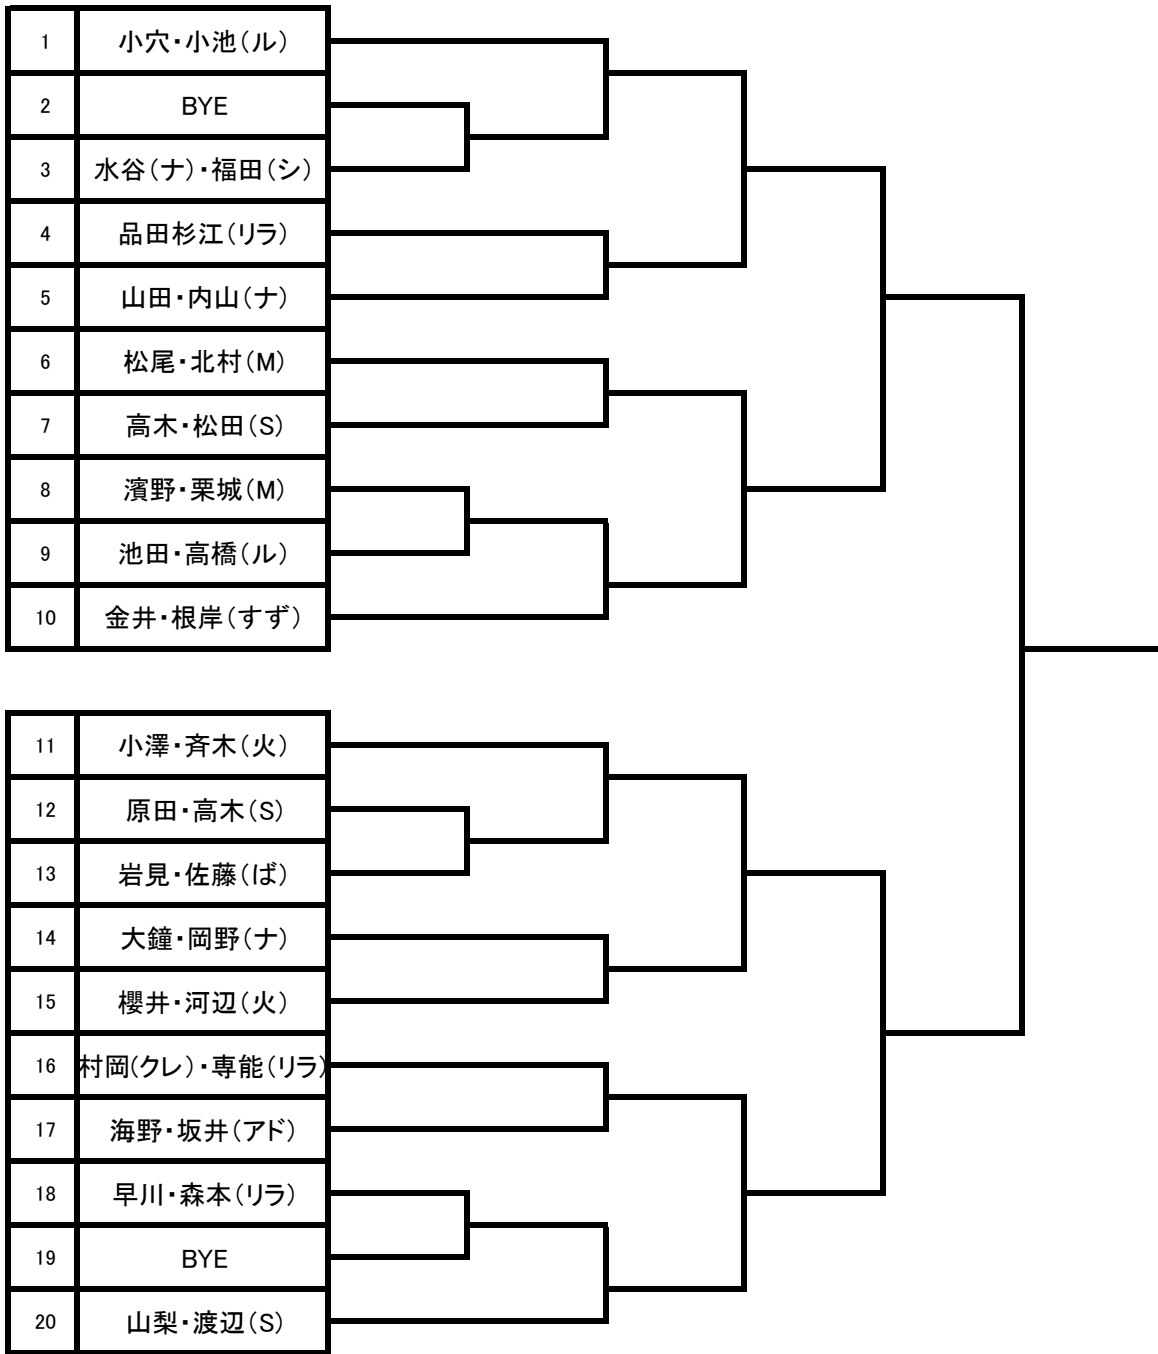 1 小穴・小池(ル)
2 BYE
3 水谷(ナ)・福田(シ)
4 品田杉江(リラ)
5 山田・内山(ナ)
6 松尾・北村(M)
7 高木・松田(S)
8 濱野・栗城(M)
9 池田・高橋(ル)
10 金井・根岸(すず)
11 小澤・斉木(火)
12 原田・高木(S)
13 岩見・佐藤(ば)
14 大鐘・岡野(ナ)
15 櫻井・河辺(火)
16 村岡(クレ)・専能(リラ)
17 海野・坂井(アド)
18 早川・森本(リラ)
19 BYE
20 山梨・渡辺(S)